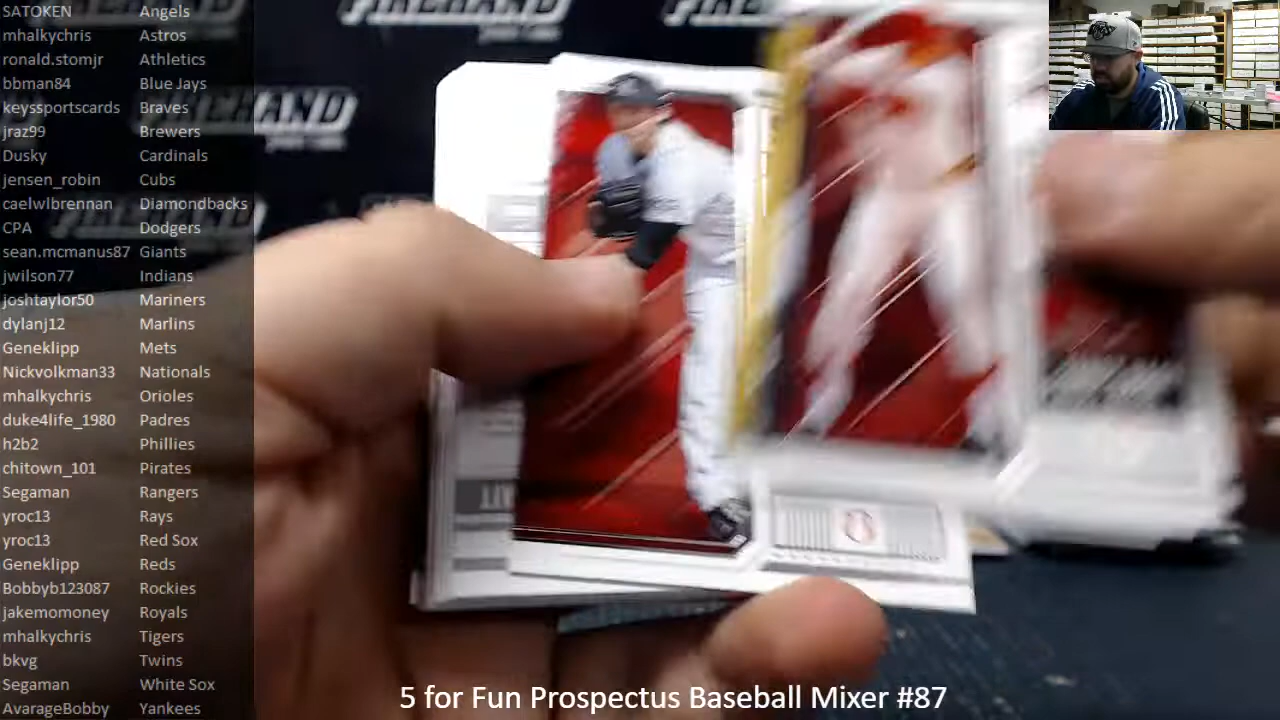 SATOKEN Angels
mhalkychris Astros
ronald.stomjr Athletics
bbman84 Blue Jays
keyssportscards Braves
jraz99 Brewers
Dusky Cardinals
jensen_robin Cubs
caelwlbrennan Diamondbacks
CPA Dodgers
sean.mcmanus87 Giants
jwilson77 Indians
joshtaylor50 Mariners
dylanj12 Marlins
Geneklipp Mets
Nickvolkman33 Nationals
mhalkychris Orioles
duke4life_1980 Padres
h2b2 Phillies
chitown_101 Pirates
Segaman Rangers
yroc13 Rays
yroc13 Red Sox
Geneklipp Reds
Bobbyb123087 Rockies
jakemomoney Royals
mhalkychris Tigers
bkvg Twins
Segaman White Sox
AvarageBobby Yankees
FIREHAND
5 for Fun Prospectus Baseball Mixer #87